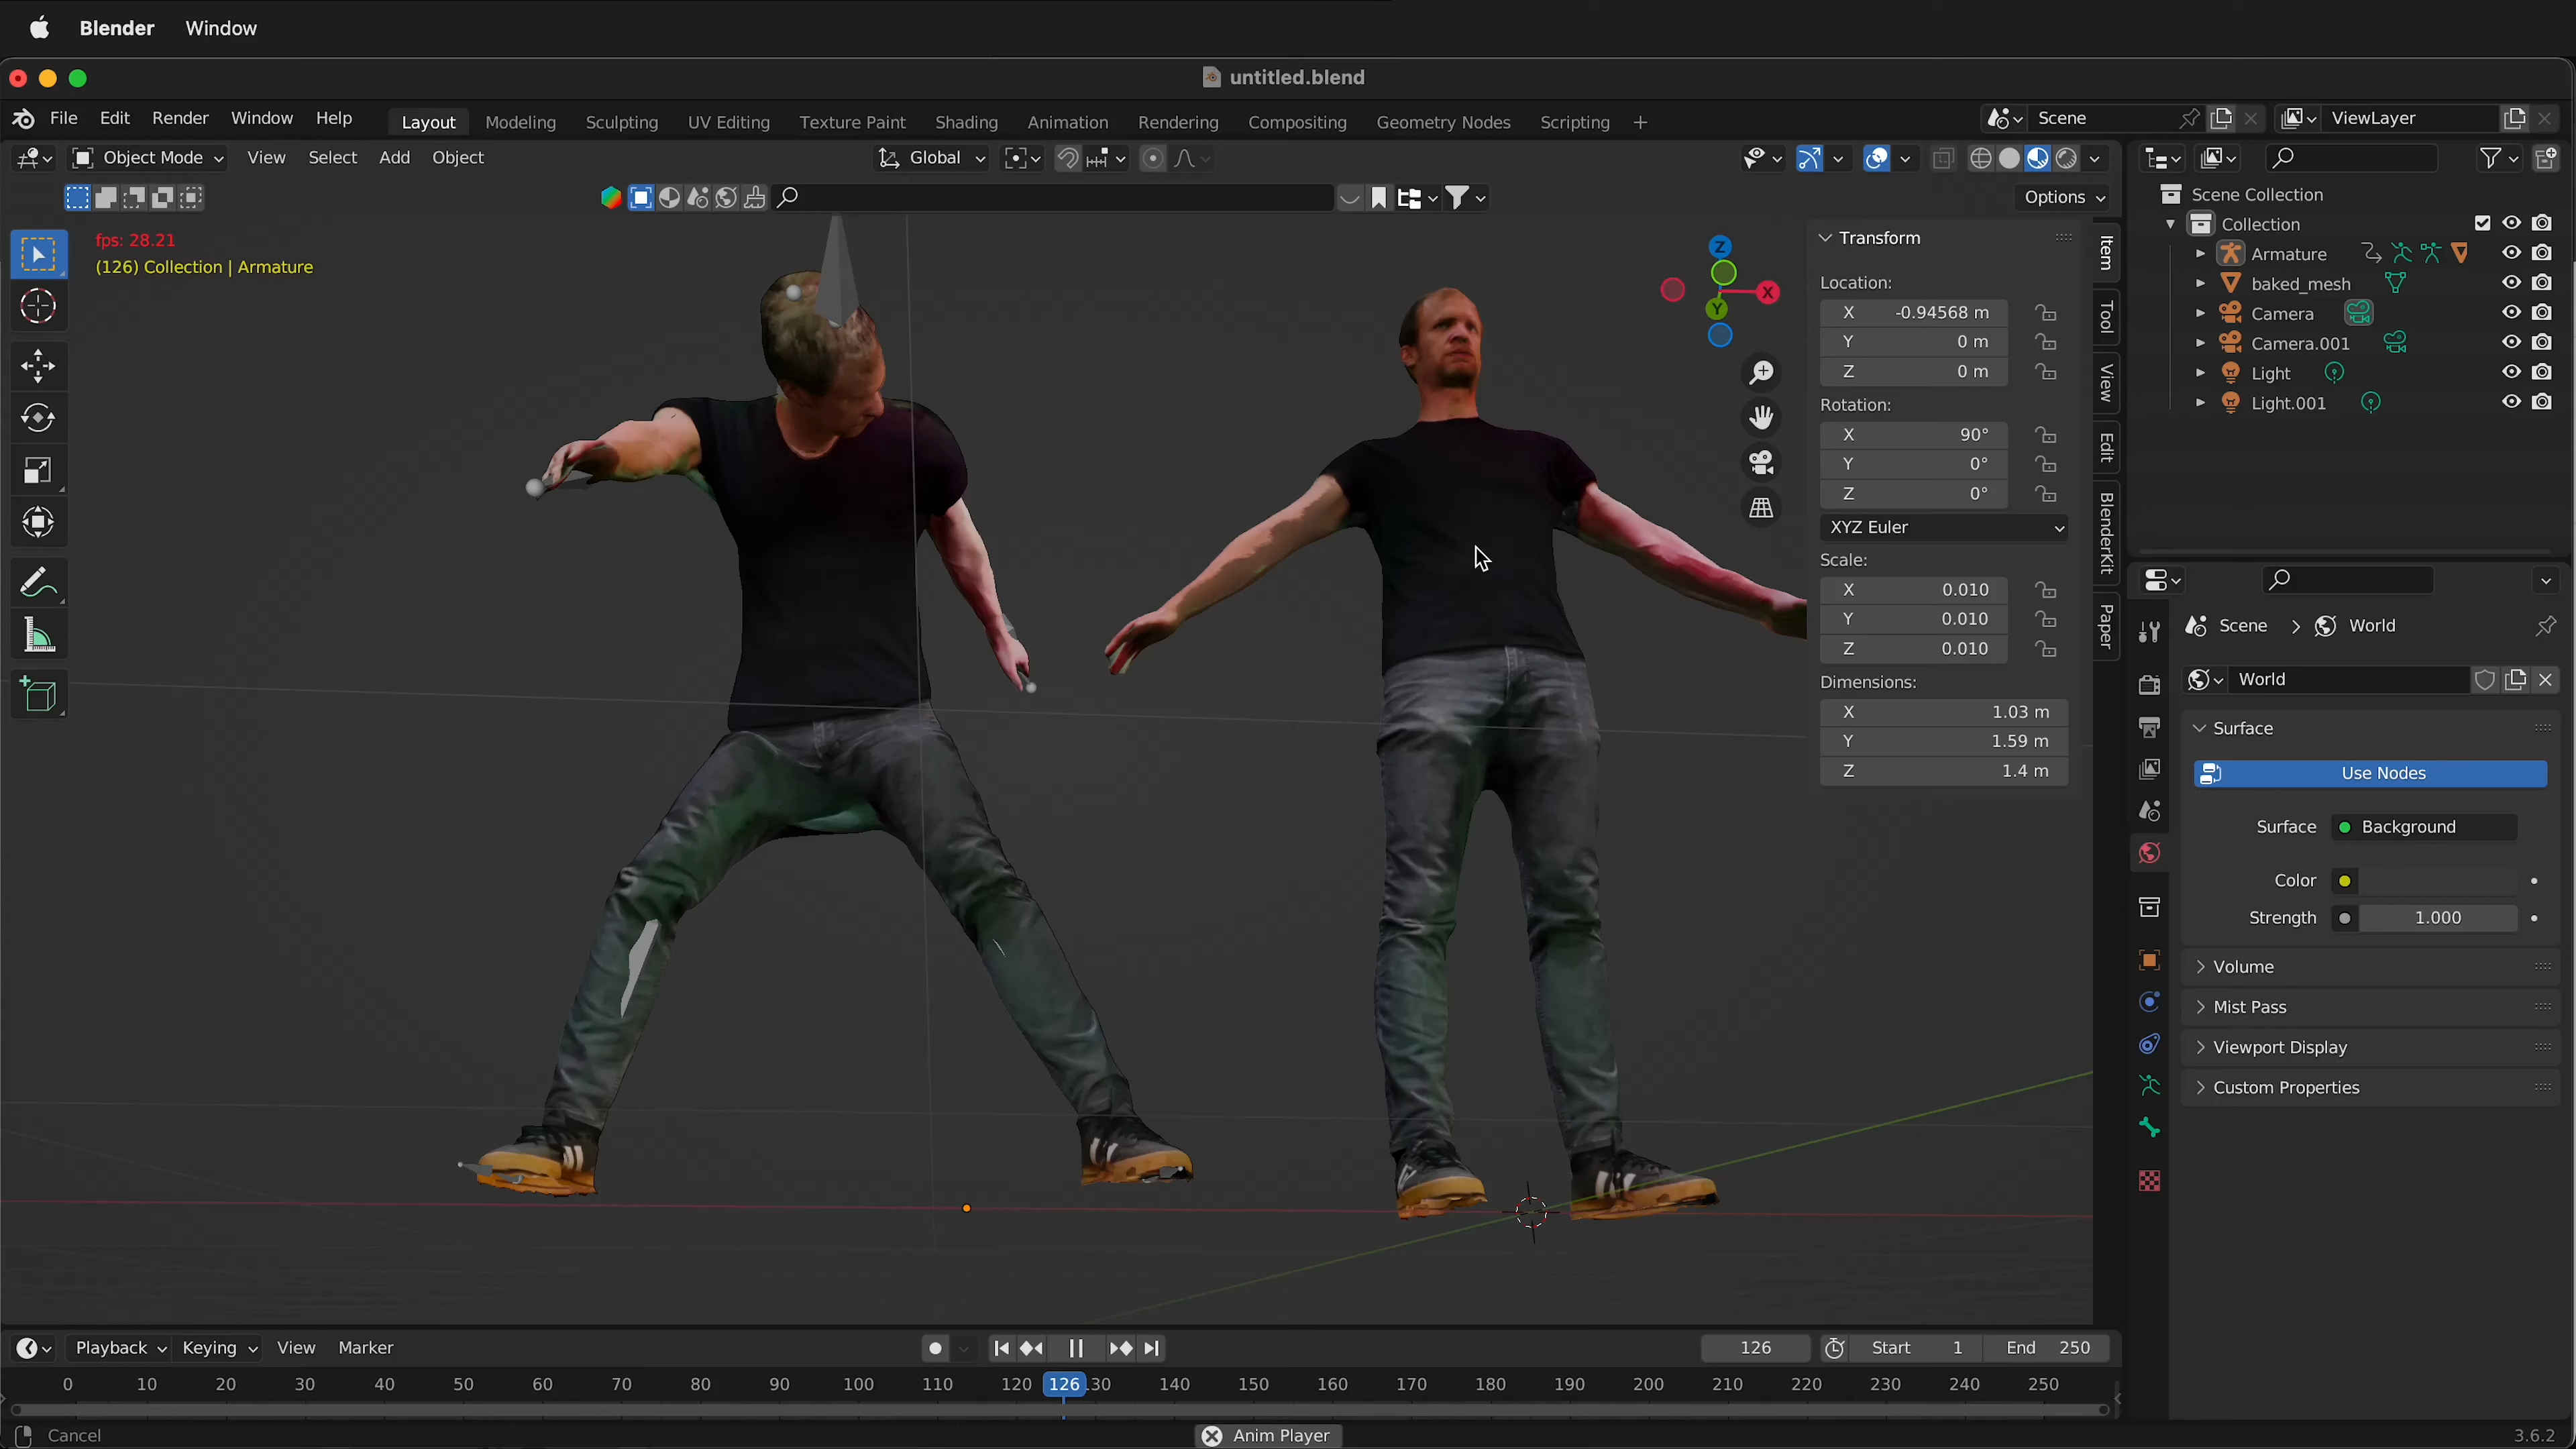 Blender Window
untitled.blend
File Edit Render Window Help Layout Modeling Sculpting UV Editing Texture Paint Shading Animation Rendering Compositing Geometry Nodes Scripting + Scene ViewLayer
Object Mode View Select Add Object Global
Options
fps: 28.21
(126) Collection | Armature
Z
X
Y
Transform
Location:
X -0.94568 m
Y 0 m
Z 0 m
Rotation:
X 90°
Y 0°
Z 0°
XYZ Euler
Scale:
X 0.010
Y 0.010
Z 0.010
Dimensions:
X 1.03 m
Y 1.59 m
Z 1.4 m
Item
Tool
View
Edit
BlenderKit
Paper
Scene Collection
Collection
Armature
baked_mesh
Camera
Camera.001
Light
Light.001
Scene > World
World
Surface
Use Nodes
Surface Background
Color
Strength 1.000
Volume
Mist Pass
Viewport Display
Custom Properties
Playback Keying View Marker 126 Start 1 End 250
0 10 20 30 40 50 60 70 80 90 100 110 120 126 130 140 150 160 170 180 190 200 210 220 230 240 250
Cancel Anim Player 3.6.2